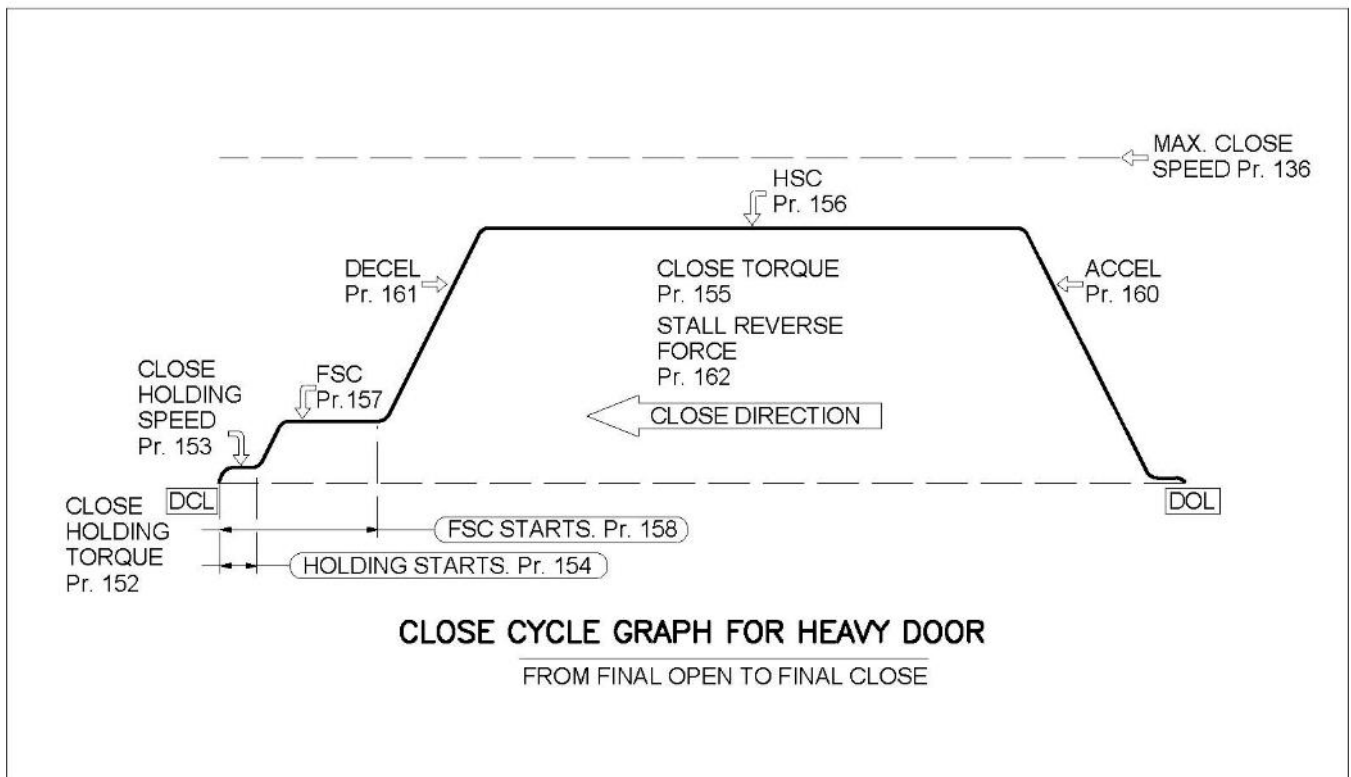 MAX. CLOSE
SPEED Pr. 136
HSC
Pr. 156
DECEL
Pr. 161
CLOSE TORQUE
Pr. 155
STALL REVERSE
FORCE
Pr. 162
ACCEL
Pr. 160
CLOSE
HOLDING
SPEED
Pr. 153
FSC
Pr.157
CLOSE DIRECTION
DCL
DOL
CLOSE
HOLDING
TORQUE
Pr. 152
FSC STARTS. Pr. 158
HOLDING STARTS. Pr. 154
CLOSE CYCLE GRAPH FOR HEAVY DOOR
FROM FINAL OPEN TO FINAL CLOSE